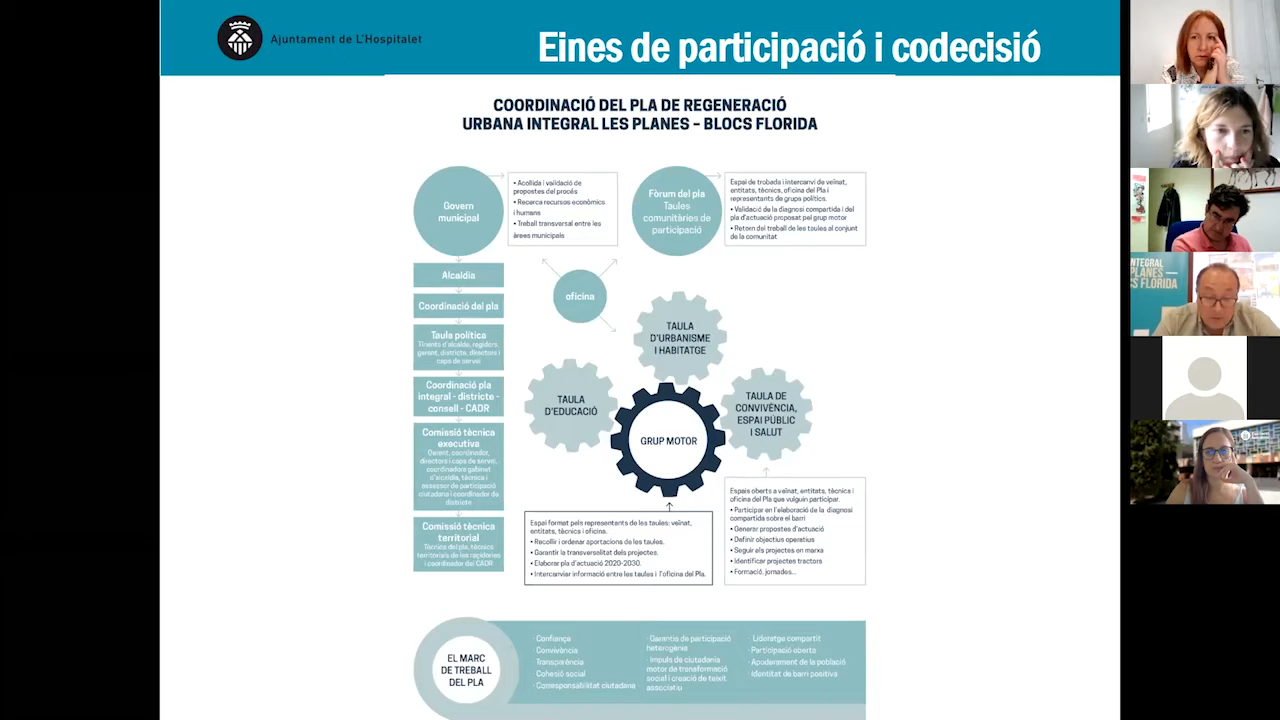 Ajuntament de L'Hospitalet
Eines de participació i codecisió
COORDINACIÓ DEL PLA DE REGENERACIÓ
URBANA INTEGRAL LES PLANES – BLOCS FLORIDA
Govern
municipal
• Acollida i validació de
propostes del procés
• Recerca recursos econòmics
i humans
• Treball transversal entre les
àrees municipals
Fòrum del pla
Taules
comunitàries de
participació
Espai de trobada i intercanvi de veïnat,
entitats, tècnics, oficina del Pla i
representants de grups polítics.
• Validació de la diagnosi compartida i del
pla d'actuació proposat pel grup motor
• Retorn del treball de les taules al conjunt
de la comunitat
Alcaldia
Coordinació del pla
Taula política
Tinents d'alcalde, regidors,
gerent, districte, directors i
caps de servei
Coordinació pla
integral - districte -
consell - CADR
Comissió tècnica
executiva
Gerent, coordinador,
directors i caps de servei,
coordinadora gabinet
d'alcaldia, tècnica i
assessor de participació
ciutadana i coordinador de
districte
Comissió tècnica
territorial
Tècnica del pla, tècnics
territorials de les regidories
i coordinador del CADR
oficina
TAULA
D'URBANISME
I HABITATGE
TAULA
D'EDUCACIÓ
GRUP MOTOR
TAULA DE
CONVIVÈNCIA,
ESPAI PÚBLIC
I SALUT
Espai format pels representants de les taules: veïnat,
entitats, tècnics i oficina.
• Recollir i ordenar aportacions de les taules.
• Garantir la transversalitat dels projectes.
• Elaborar pla d'actuació 2020-2030.
• Intercanviar informació entre les taules i l'oficina del Pla.
Espais oberts a veïnat, entitats, tècnics i
oficina del Pla que vulguin participar.
• Participar en l'elaboració de la diagnosi
compartida sobre el barri
• Generar propostes d'actuació
• Definir objectius operatius
• Seguir els projectes en marxa
• Identificar projectes tractors
• Formació, jornades...
EL MARC
DE TREBALL
DEL PLA
· Confiança
· Convivència
· Transparència
· Cohesió social
· Corresponsabilitat ciutadana
· Garantia de participació
heterogènia
· Impuls de ciutadania
motor de transformació
social i creació de teixit
associatiu
· Lideratge compartit
· Participació oberta
· Apoderament de la població
· Identitat de barri positiva
INTEGRAL
PLANES —
S FLORIDA